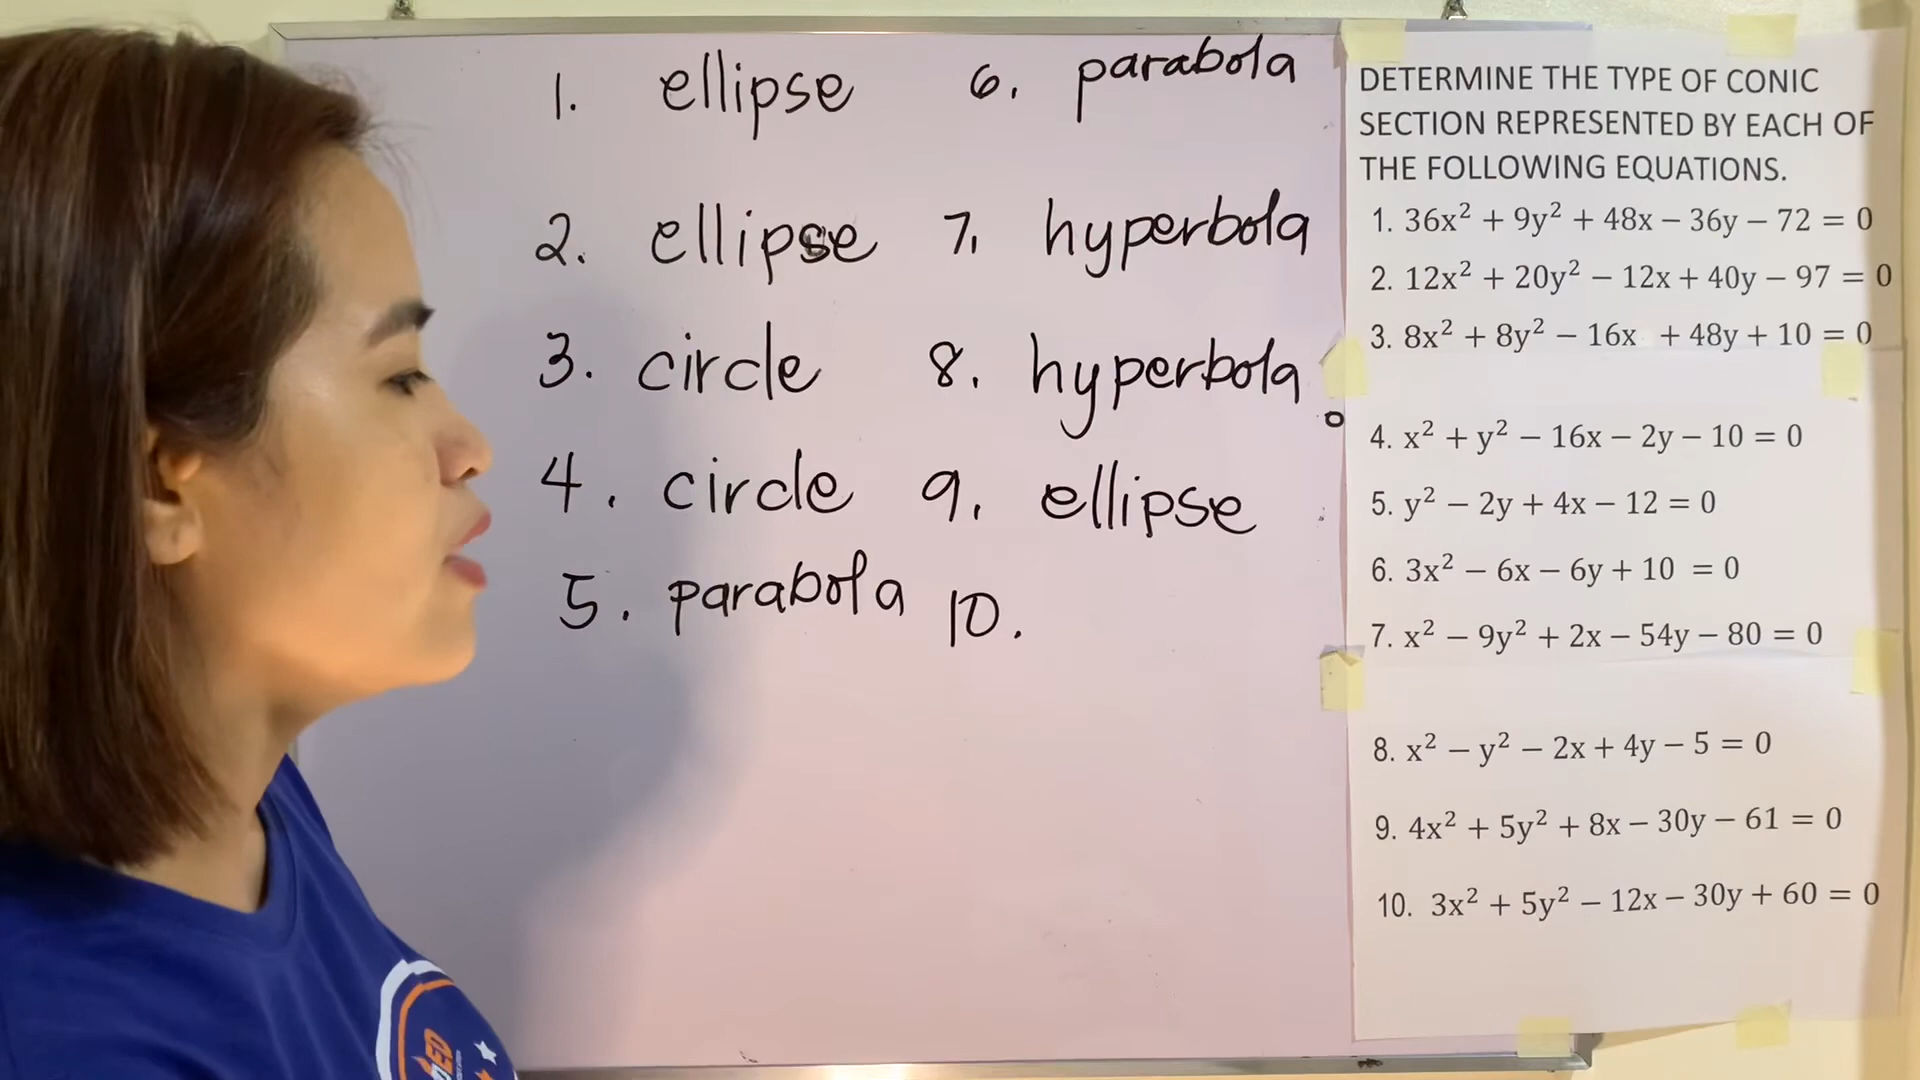 1. ellipse
2. ellipse
3. circle
4. circle
5. parabola
6. parabola
7. hyperbola
8. hyperbola
9. ellipse
10.
DETERMINE THE TYPE OF CONIC
SECTION REPRESENTED BY EACH OF
THE FOLLOWING EQUATIONS.
1. 36x² + 9y² + 48x − 36y − 72 = 0
2. 12x² + 20y² − 12x + 40y − 97 = 0
3. 8x² + 8y² − 16x + 48y + 10 = 0
4. x² + y² − 16x − 2y − 10 = 0
5. y² − 2y + 4x − 12 = 0
6. 3x² − 6x − 6y + 10 = 0
7. x² − 9y² + 2x − 54y − 80 = 0
8. x² − y² − 2x + 4y − 5 = 0
9. 4x² + 5y² + 8x − 30y − 61 = 0
10. 3x² + 5y² − 12x − 30y + 60 = 0